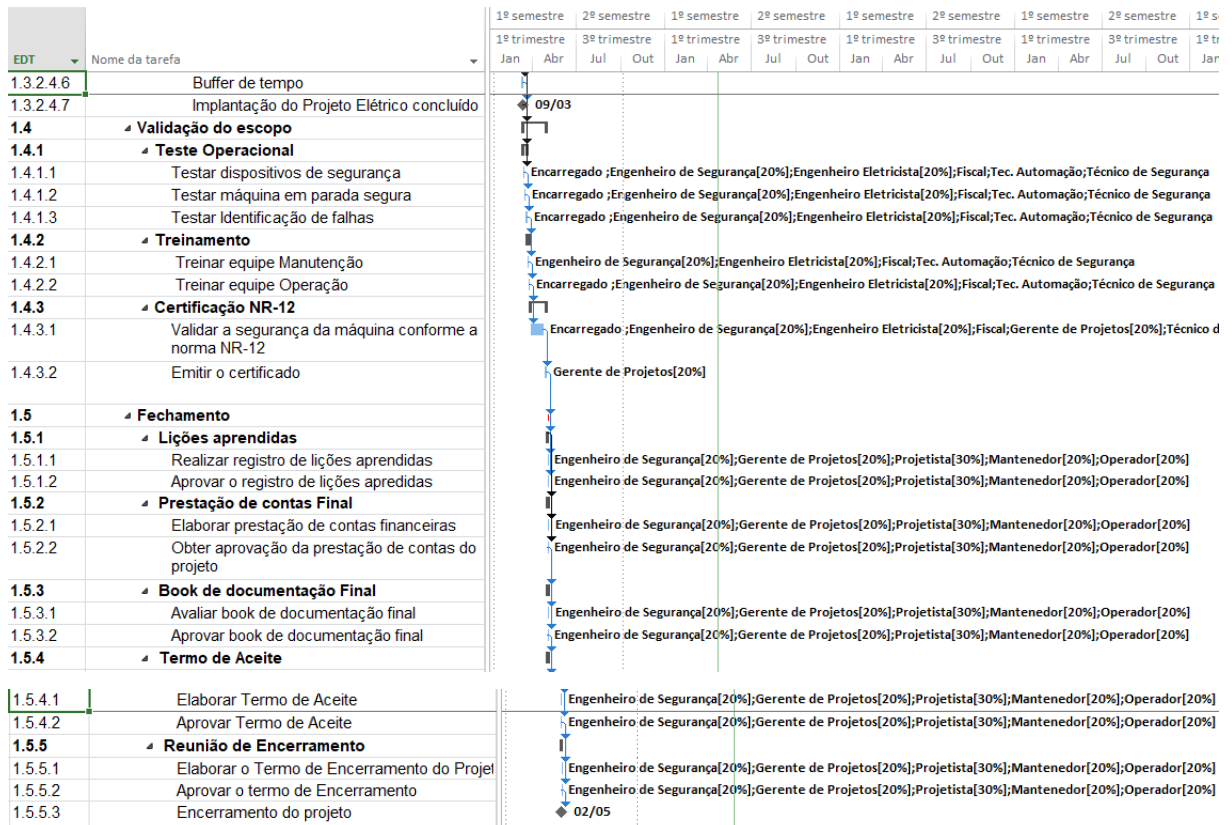 1º semestre 2º semestre 1º semestre 2º semestre 1º semestre 2º semestre 1º semestre 2º semestre 1º s
1º trimestre 3º trimestre 1º trimestre 3º trimestre 1º trimestre 3º trimestre 1º trimestre 3º trimestre 1º tr
EDT Nome da tarefa Jan Abr Jul Out Jan Abr Jul Out Jan Abr Jul Out Jan Abr Jul Out Jan
1.3.2.4.6 Buffer de tempo
1.3.2.4.7 Implantação do Projeto Elétrico concluído 09/03
1.4 Validação do escopo
1.4.1 Teste Operacional
1.4.1.1 Testar dispositivos de segurança Encarregado ;Engenheiro de Segurança[20%];Engenheiro Eletricista[20%];Fiscal;Tec. Automação;Técnico de Segurança
1.4.1.2 Testar máquina em parada segura Encarregado ;Engenheiro de Segurança[20%];Engenheiro Eletricista[20%];Fiscal;Tec. Automação;Técnico de Segurança
1.4.1.3 Testar Identificação de falhas Encarregado ;Engenheiro de Segurança[20%];Engenheiro Eletricista[20%];Fiscal;Tec. Automação;Técnico de Segurança
1.4.2 Treinamento
1.4.2.1 Treinar equipe Manutenção Engenheiro de Segurança[20%];Engenheiro Eletricista[20%];Fiscal;Tec. Automação;Técnico de Segurança
1.4.2.2 Treinar equipe Operação Encarregado ;Engenheiro de Segurança[20%];Engenheiro Eletricista[20%];Fiscal;Tec. Automação;Técnico de Segurança
1.4.3 Certificação NR-12
1.4.3.1 Validar a segurança da máquina conforme a Encarregado ;Engenheiro de Segurança[20%];Engenheiro Eletricista[20%];Fiscal;Gerente de Projetos[20%];Técnico d
norma NR-12
1.4.3.2 Emitir o certificado Gerente de Projetos[20%]
1.5 Fechamento
1.5.1 Lições aprendidas
1.5.1.1 Realizar registro de lições aprendidas Engenheiro de Segurança[20%];Gerente de Projetos[20%];Projetista[30%];Mantenedor[20%];Operador[20%]
1.5.1.2 Aprovar o registro de lições apredidas Engenheiro de Segurança[20%];Gerente de Projetos[20%];Projetista[30%];Mantenedor[20%];Operador[20%]
1.5.2 Prestação de contas Final
1.5.2.1 Elaborar prestação de contas financeiras Engenheiro de Segurança[20%];Gerente de Projetos[20%];Projetista[30%];Mantenedor[20%];Operador[20%]
1.5.2.2 Obter aprovação da prestação de contas do Engenheiro de Segurança[20%];Gerente de Projetos[20%];Projetista[30%];Mantenedor[20%];Operador[20%]
projeto
1.5.3 Book de documentação Final
1.5.3.1 Avaliar book de documentação final Engenheiro de Segurança[20%];Gerente de Projetos[20%];Projetista[30%];Mantenedor[20%];Operador[20%]
1.5.3.2 Aprovar book de documentação final Engenheiro de Segurança[20%];Gerente de Projetos[20%];Projetista[30%];Mantenedor[20%];Operador[20%]
1.5.4 Termo de Aceite
1.5.4.1 Elaborar Termo de Aceite Engenheiro de Segurança[20%];Gerente de Projetos[20%];Projetista[30%];Mantenedor[20%];Operador[20%]
1.5.4.2 Aprovar Termo de Aceite Engenheiro de Segurança[20%];Gerente de Projetos[20%];Projetista[30%];Mantenedor[20%];Operador[20%]
1.5.5 Reunião de Encerramento
1.5.5.1 Elaborar o Termo de Encerramento do Projet Engenheiro de Segurança[20%];Gerente de Projetos[20%];Projetista[30%];Mantenedor[20%];Operador[20%]
1.5.5.2 Aprovar o termo de Encerramento Engenheiro de Segurança[20%];Gerente de Projetos[20%];Projetista[30%];Mantenedor[20%];Operador[20%]
1.5.5.3 Encerramento do projeto 02/05